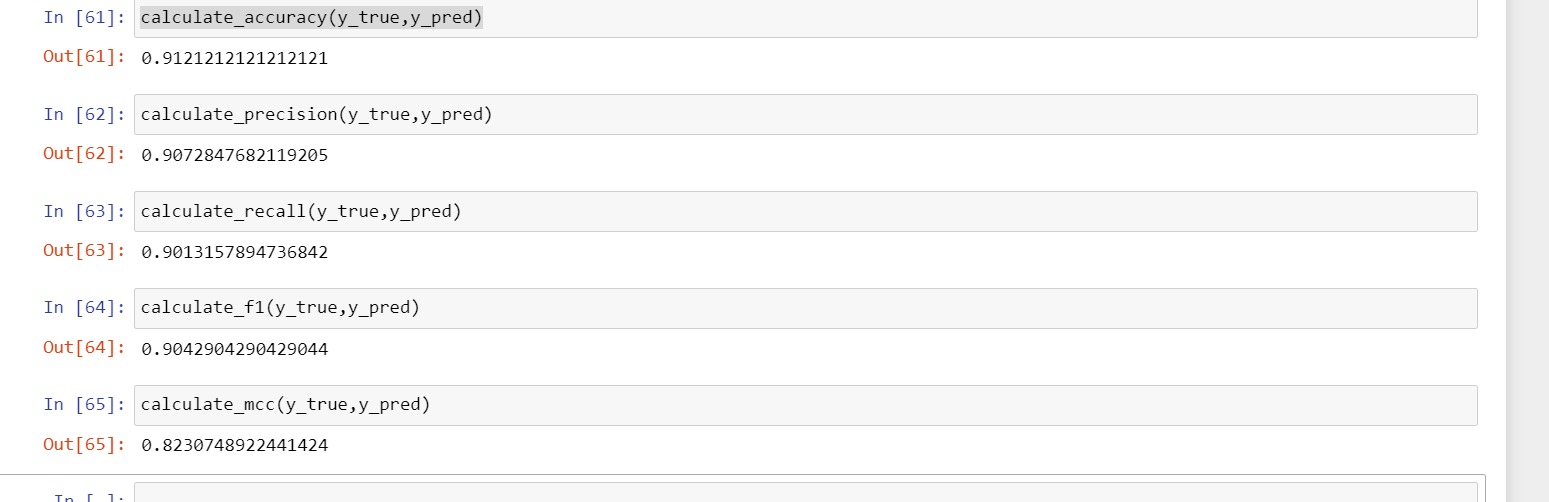 In [61]: calculate_accuracy(y_true,y_pred)
Out[61]: 0.9121212121212121
In [62]: calculate_precision(y_true,y_pred)
Out[62]: 0.9072847682119205
In [63]: calculate_recall(y_true,y_pred)
Out[63]: 0.9013157894736842
In [64]: calculate_f1(y_true,y_pred)
Out[64]: 0.9042904290429044
In [65]: calculate_mcc(y_true,y_pred)
Out[65]: 0.8230748922441424
In [ ]: